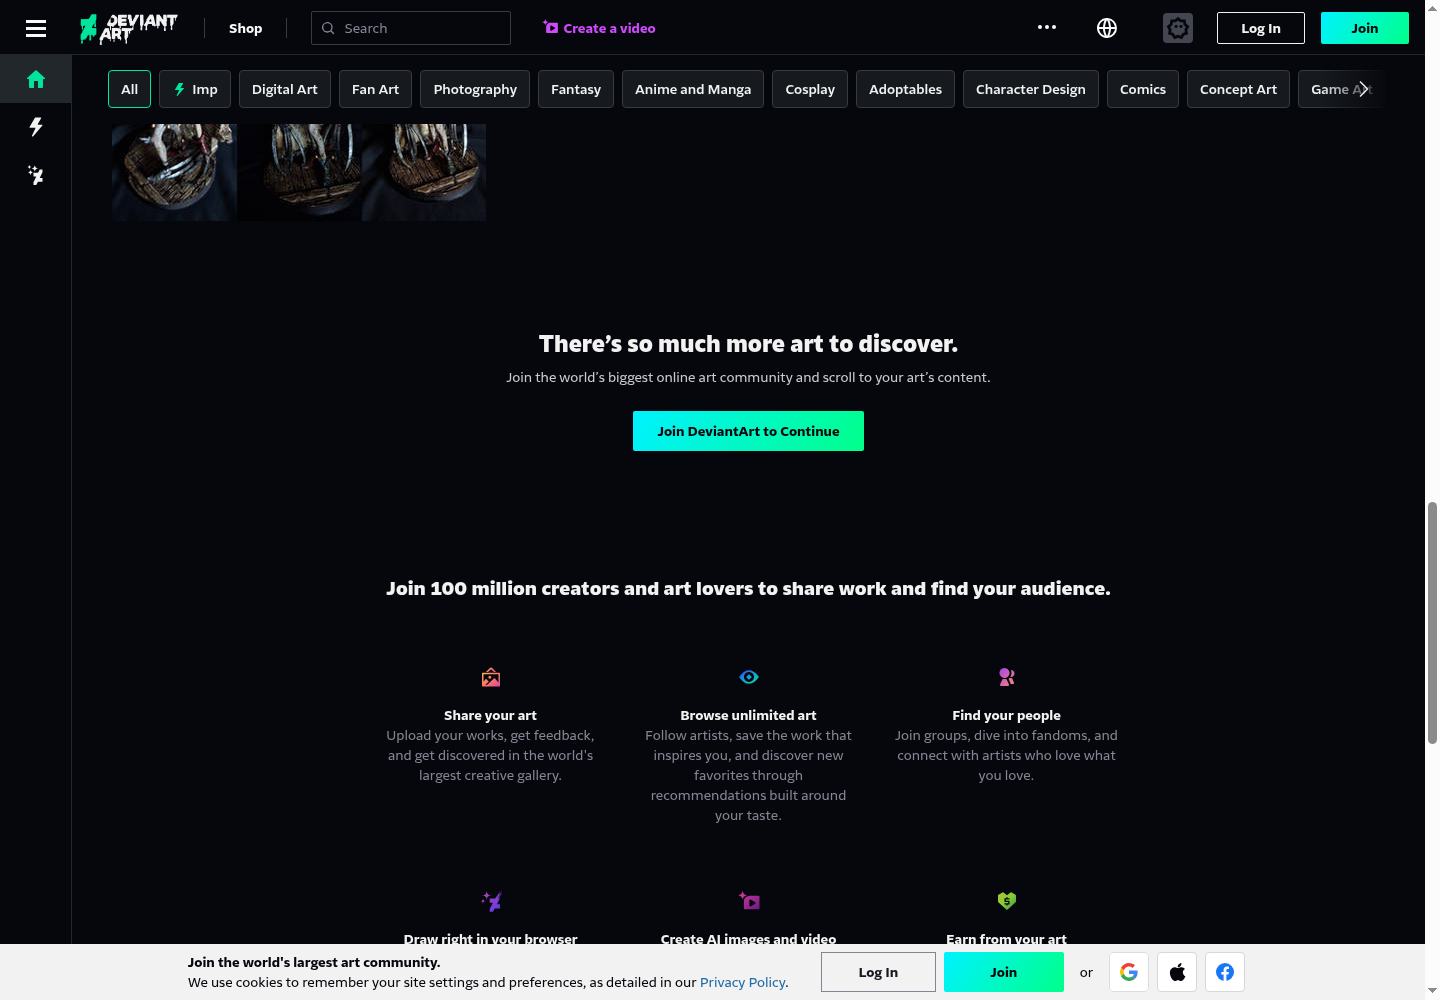 DEVIANT
ART
Shop
Search
Create a video
Log In
Join
All
Imp
Digital Art
Fan Art
Photography
Fantasy
Anime and Manga
Cosplay
Adoptables
Character Design
Comics
Concept Art
Game Art
There’s so much more art to discover.
Join the world’s biggest online art community and scroll to your art’s content.
Join DeviantArt to Continue
Join 100 million creators and art lovers to share work and find your audience.
Share your art
Upload your works, get feedback,
and get discovered in the world's
largest creative gallery.
Browse unlimited art
Follow artists, save the work that
inspires you, and discover new
favorites through
recommendations built around
your taste.
Find your people
Join groups, dive into fandoms, and
connect with artists who love what
you love.
Draw right in your browser
Create AI images and video
Earn from your art
Join the world's largest art community.
We use cookies to remember your site settings and preferences, as detailed in our Privacy Policy.
Log In
Join
or